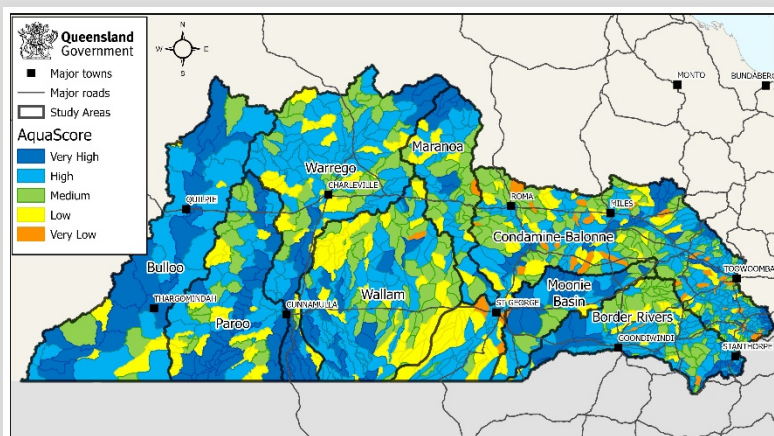 Queensland
Government
Major towns
Major roads
Study Areas
AquaScore
Very High
High
Medium
Low
Very Low
N
W
E
S
MONTO
BUNDABERG
Maranoa
Warrego
CHARLEVILLE
QUILPIE
ROMA
MILES
Condamine-Balonne
Bulloo
TOOWOOMBA
Moonie
Basin
THARGOMINDAH
Wallam
CUNNAMULLA
ST GEORGE
Paroo
Border Rivers
GOONDIWINDI
STANTHORPE